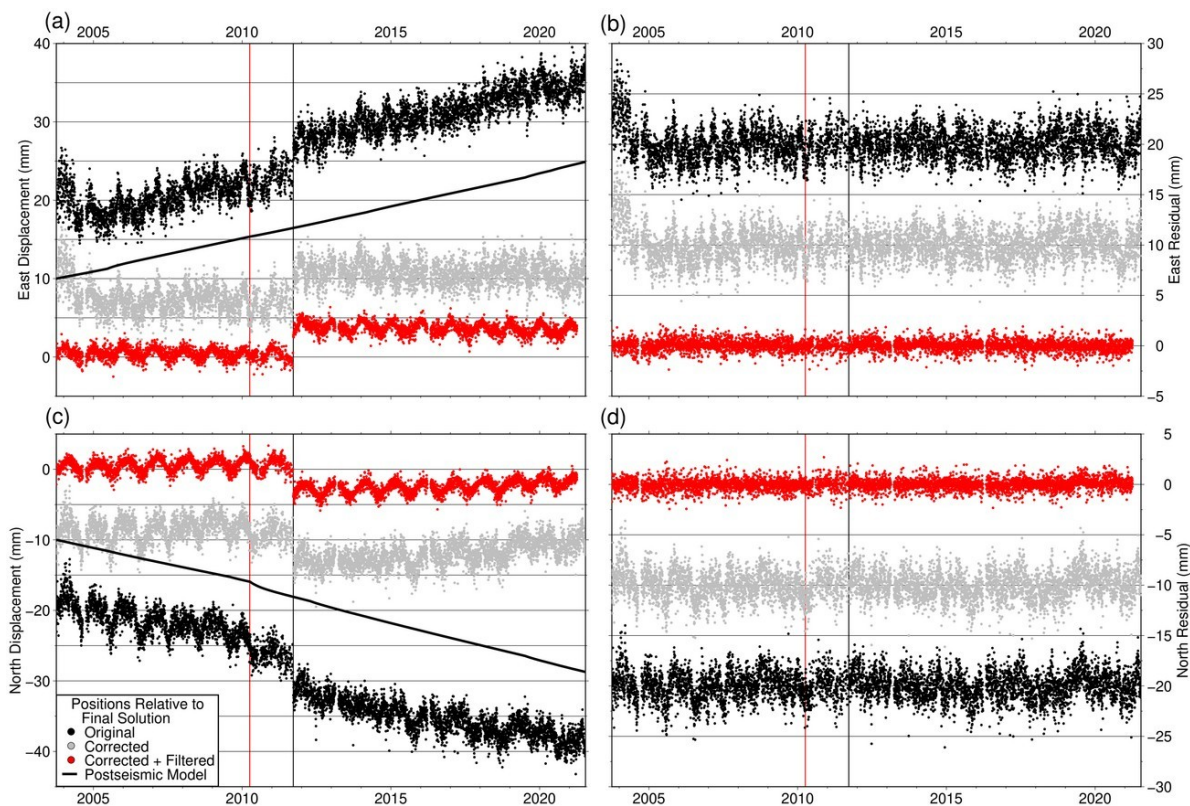 (a)
(b)
2005 2010 2015 2020
2005 2010 2015 2020
40
30
20
10
0
East Displacement (mm)
30
25
20
15
10
5
0
−5
East Residual (mm)
(c)
(d)
0
−10
−20
−30
−40
North Displacement (mm)
5
0
−5
−10
−15
−20
−25
−30
North Residual (mm)
Positions Relative to
Final Solution
Original
Corrected
Corrected + Filtered
Postseismic Model
2005 2010 2015 2020
2005 2010 2015 2020